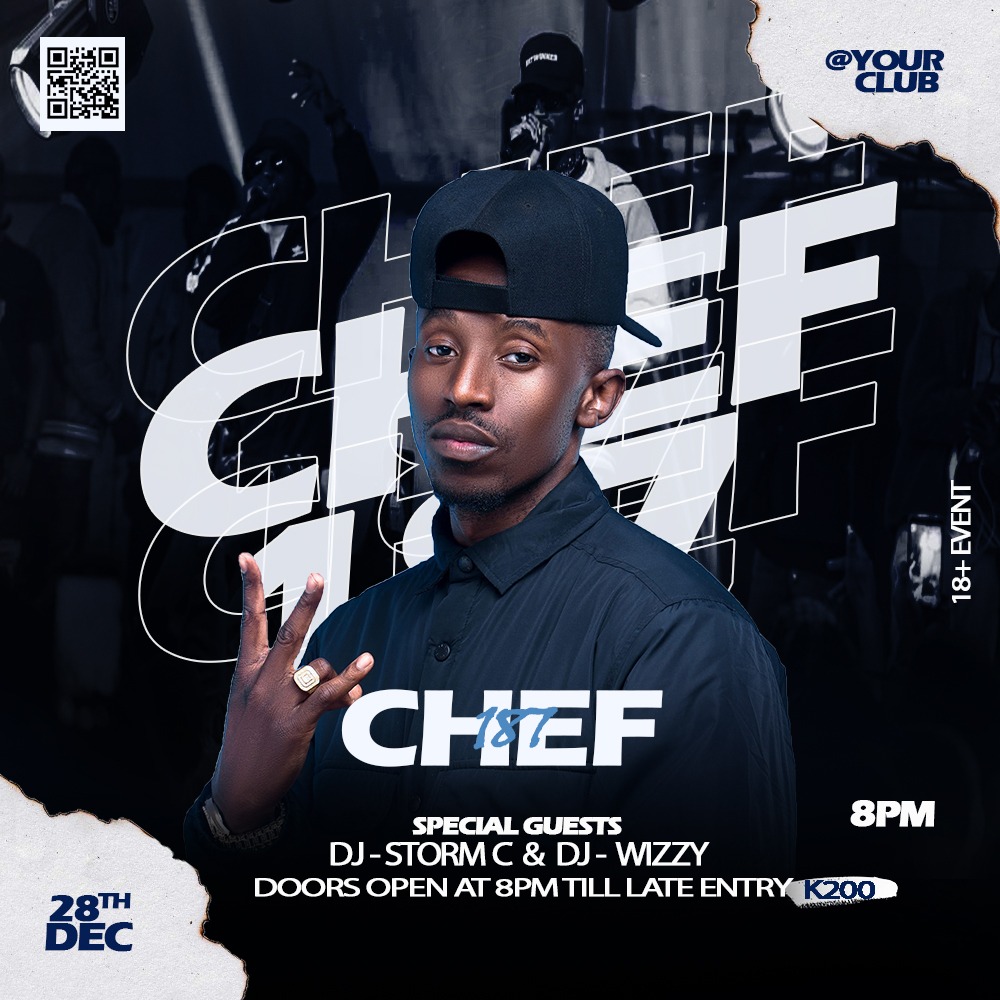 @YOUR
CLUB
CHEF
187
18+ EVENT
CHEF
187
8PM
SPECIAL GUESTS
DJ - STORM C & DJ - WIZZY
DOORS OPEN AT 8PM TILL LATE ENTRY K200
28TH
DEC